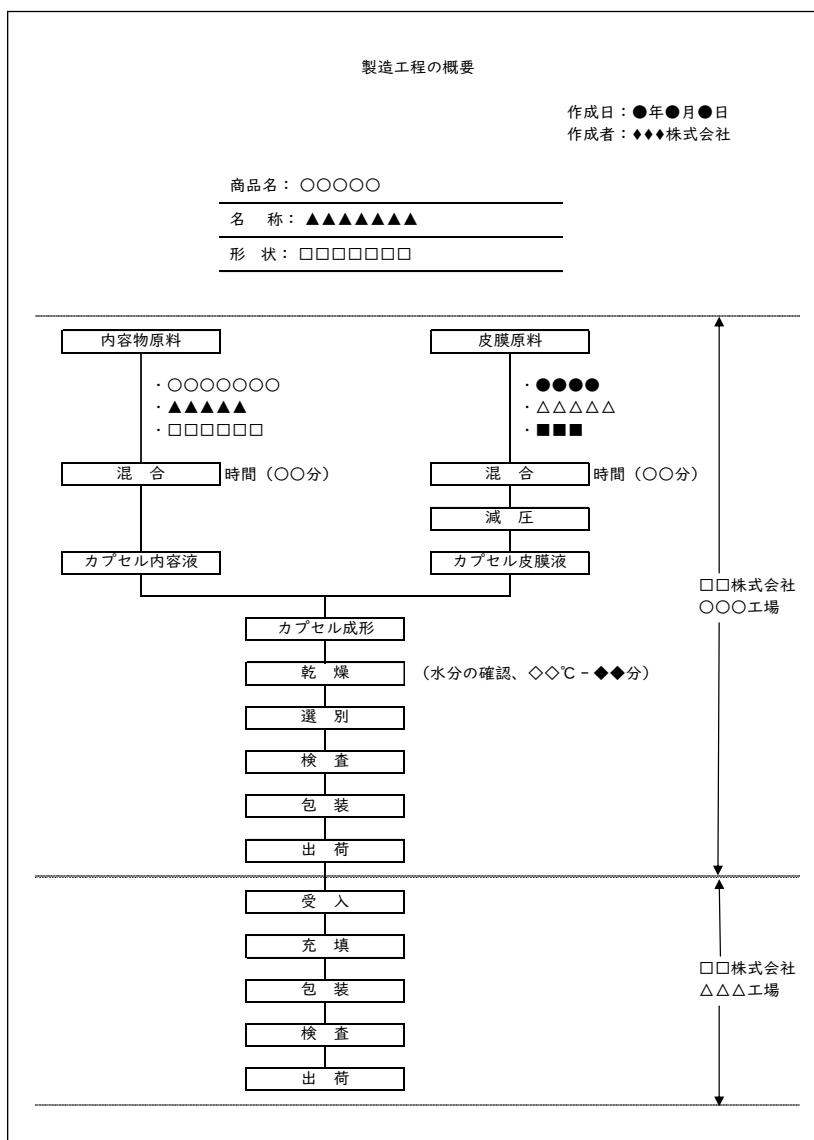 製造工程の概要
作成日：●年●月●日
作成者：♦♦♦株式会社
商品名： ○○○○○
名　称： ▲▲▲▲▲▲▲
形　状： □□□□□□□
内容物原料
皮膜原料
・○○○○○○○
・▲▲▲▲▲
・□□□□□□
・●●●●
・△△△△△
・■■■
混　合
時間（○○分）
混　合
時間（○○分）
減　圧
カプセル内容液
カプセル皮膜液
□□株式会社
○○○工場
カプセル成形
乾　燥
（水分の確認、◇◇℃－◆◆分）
選　別
検　査
包　装
出　荷
受　入
充　填
包　装
検　査
出　荷
□□株式会社
△△△工場